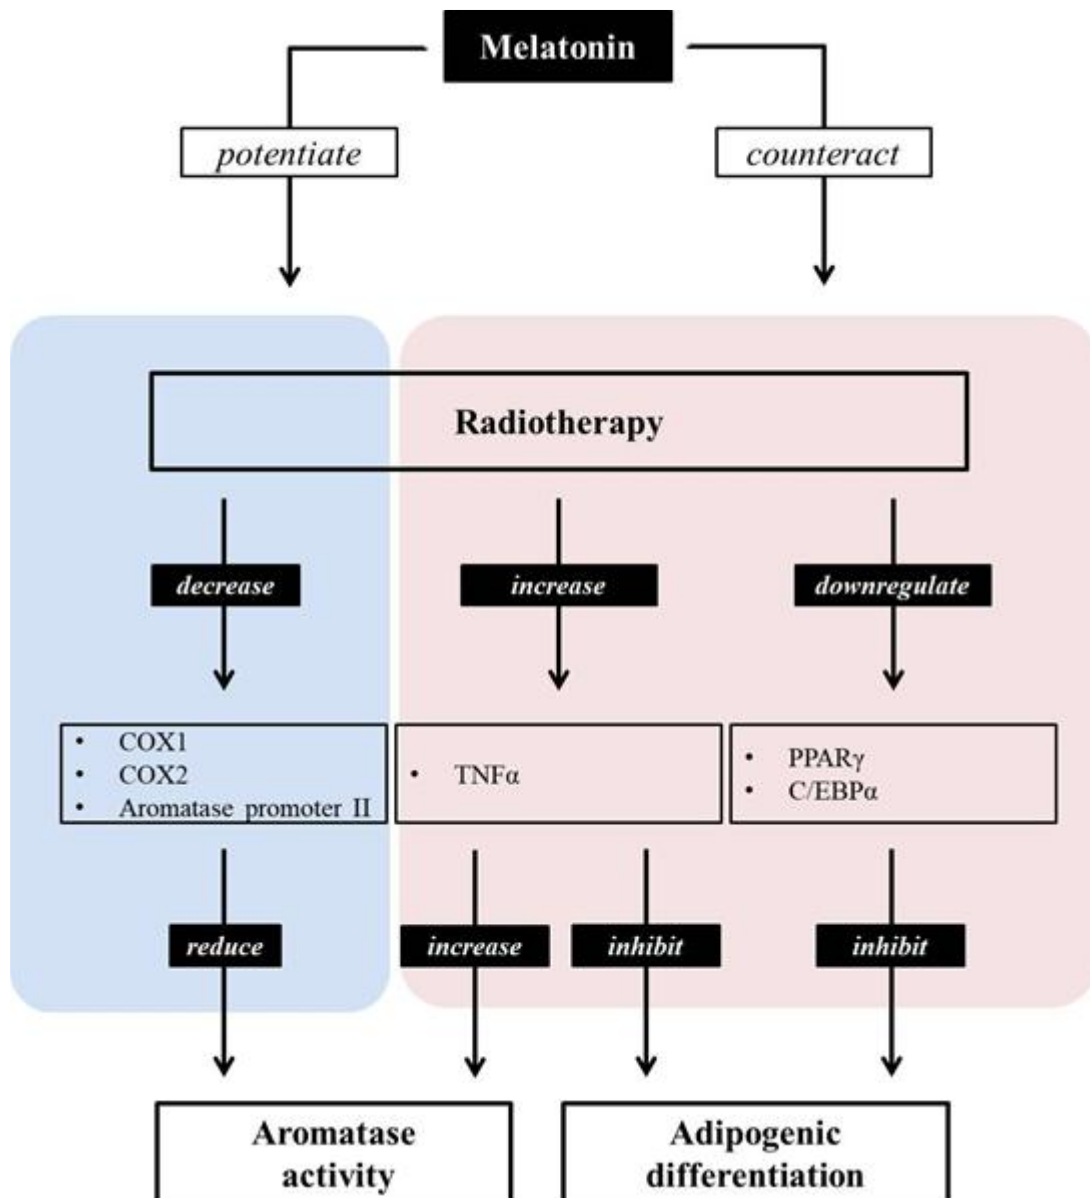 Melatonin
potentiate
counteract
Radiotherapy
decrease
increase
downregulate
• COX1
• COX2
• Aromatase promoter II
• TNFα
• PPARγ
• C/EBPα
reduce
increase
inhibit
inhibit
Aromatase
activity
Adipogenic
differentiation